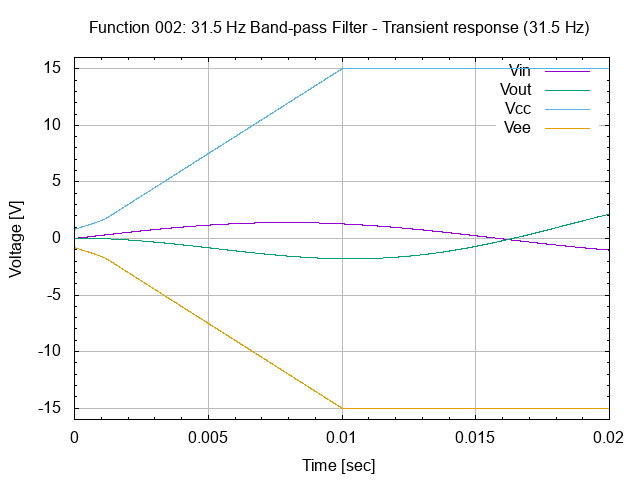 Function 002: 31.5 Hz Band-pass Filter - Transient response (31.5 Hz)
15
10
5
0
-5
-10
-15
Voltage [V]
Vin
Vout
Vcc
Vee
0
0.005
0.01
0.015
0.02
Time [sec]